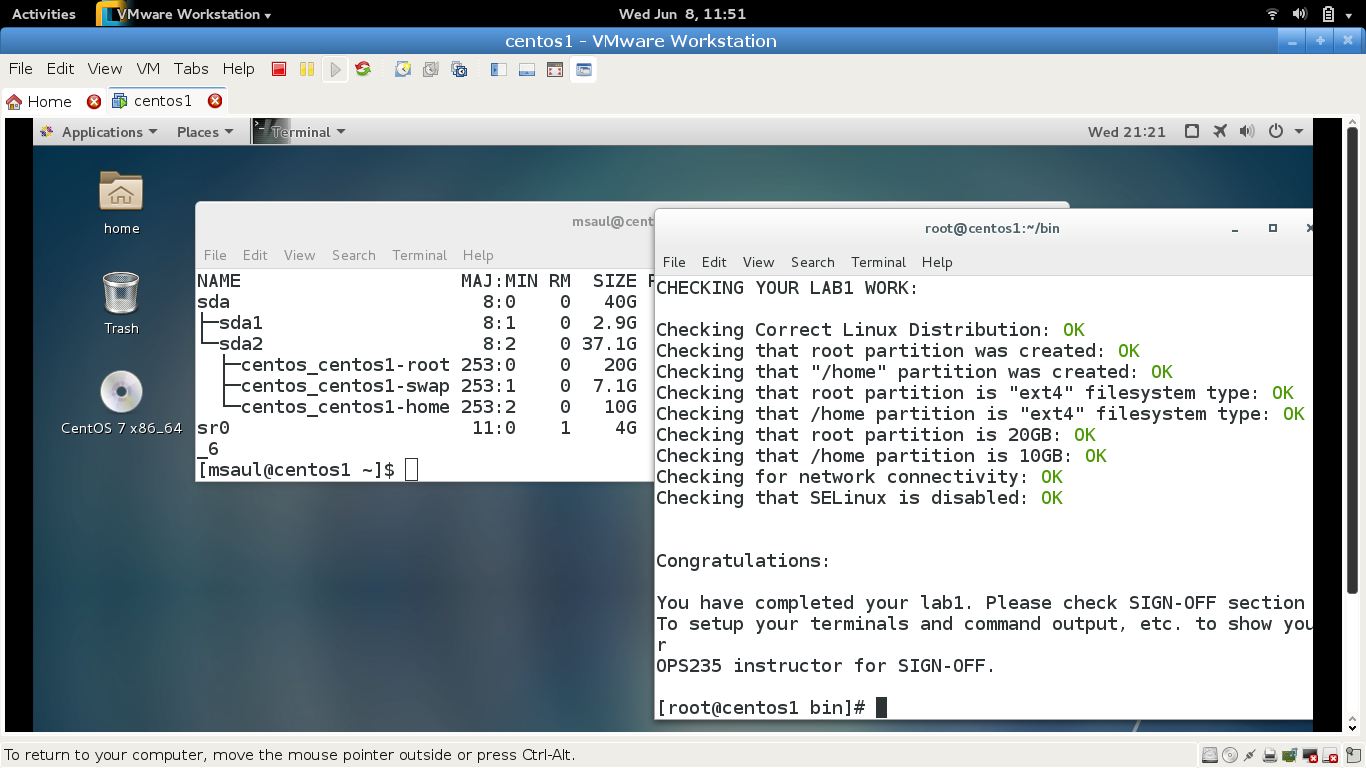 Activities VMware Workstation Wed Jun 8, 11:51
centos1 - VMware Workstation
File Edit View VM Tabs Help
Home centos1
Applications Places Terminal Wed 21:21
home
Trash
CentOS 7 x86_64
msaul@cent
File Edit View Search Terminal Help
NAME MAJ:MIN RM SIZE
sda 8:0 0 40G
├─sda1 8:1 0 2.9G
└─sda2 8:2 0 37.1G
├─centos_centos1-root 253:0 0 20G
├─centos_centos1-swap 253:1 0 7.1G
└─centos_centos1-home 253:2 0 10G
sr0 11:0 1 4G
_6
[msaul@centos1 ~]$
root@centos1:~/bin
File Edit View Search Terminal Help
CHECKING YOUR LAB1 WORK:
Checking Correct Linux Distribution: OK
Checking that root partition was created: OK
Checking that "/home" partition was created: OK
Checking that root partition is "ext4" filesystem type: OK
Checking that /home partition is "ext4" filesystem type: OK
Checking that root partition is 20GB: OK
Checking that /home partition is 10GB: OK
Checking for network connectivity: OK
Checking that SELinux is disabled: OK
Congratulations:
You have completed your lab1. Please check SIGN-OFF section
To setup your terminals and command output, etc. to show you
r
OPS235 instructor for SIGN-OFF.
[root@centos1 bin]#
To return to your computer, move the mouse pointer outside or press Ctrl-Alt.